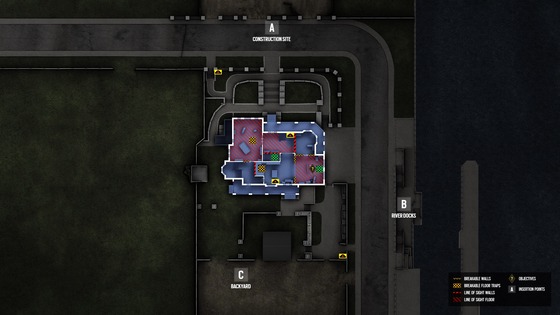 A
CONSTRUCTION SITE
B
RIVER DOCKS
C
BACKYARD
BREAKABLE WALLS
BREAKABLE FLOOR TRAPS
LINE OF SIGHT WALLS
LINE OF SIGHT FLOOR
OBJECTIVES
A
INSERTION POINTS